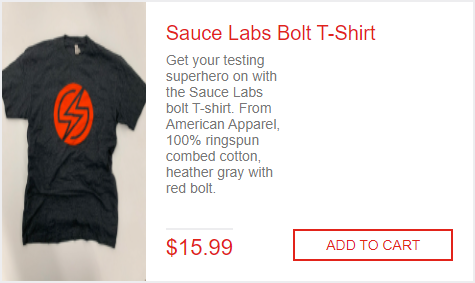 Sauce Labs Bolt T-Shirt
Get your testing
superhero on with
the Sauce Labs
bolt T-shirt. From
American Apparel,
100% ringspun
combed cotton,
heather gray with
red bolt.
$15.99
ADD TO CART